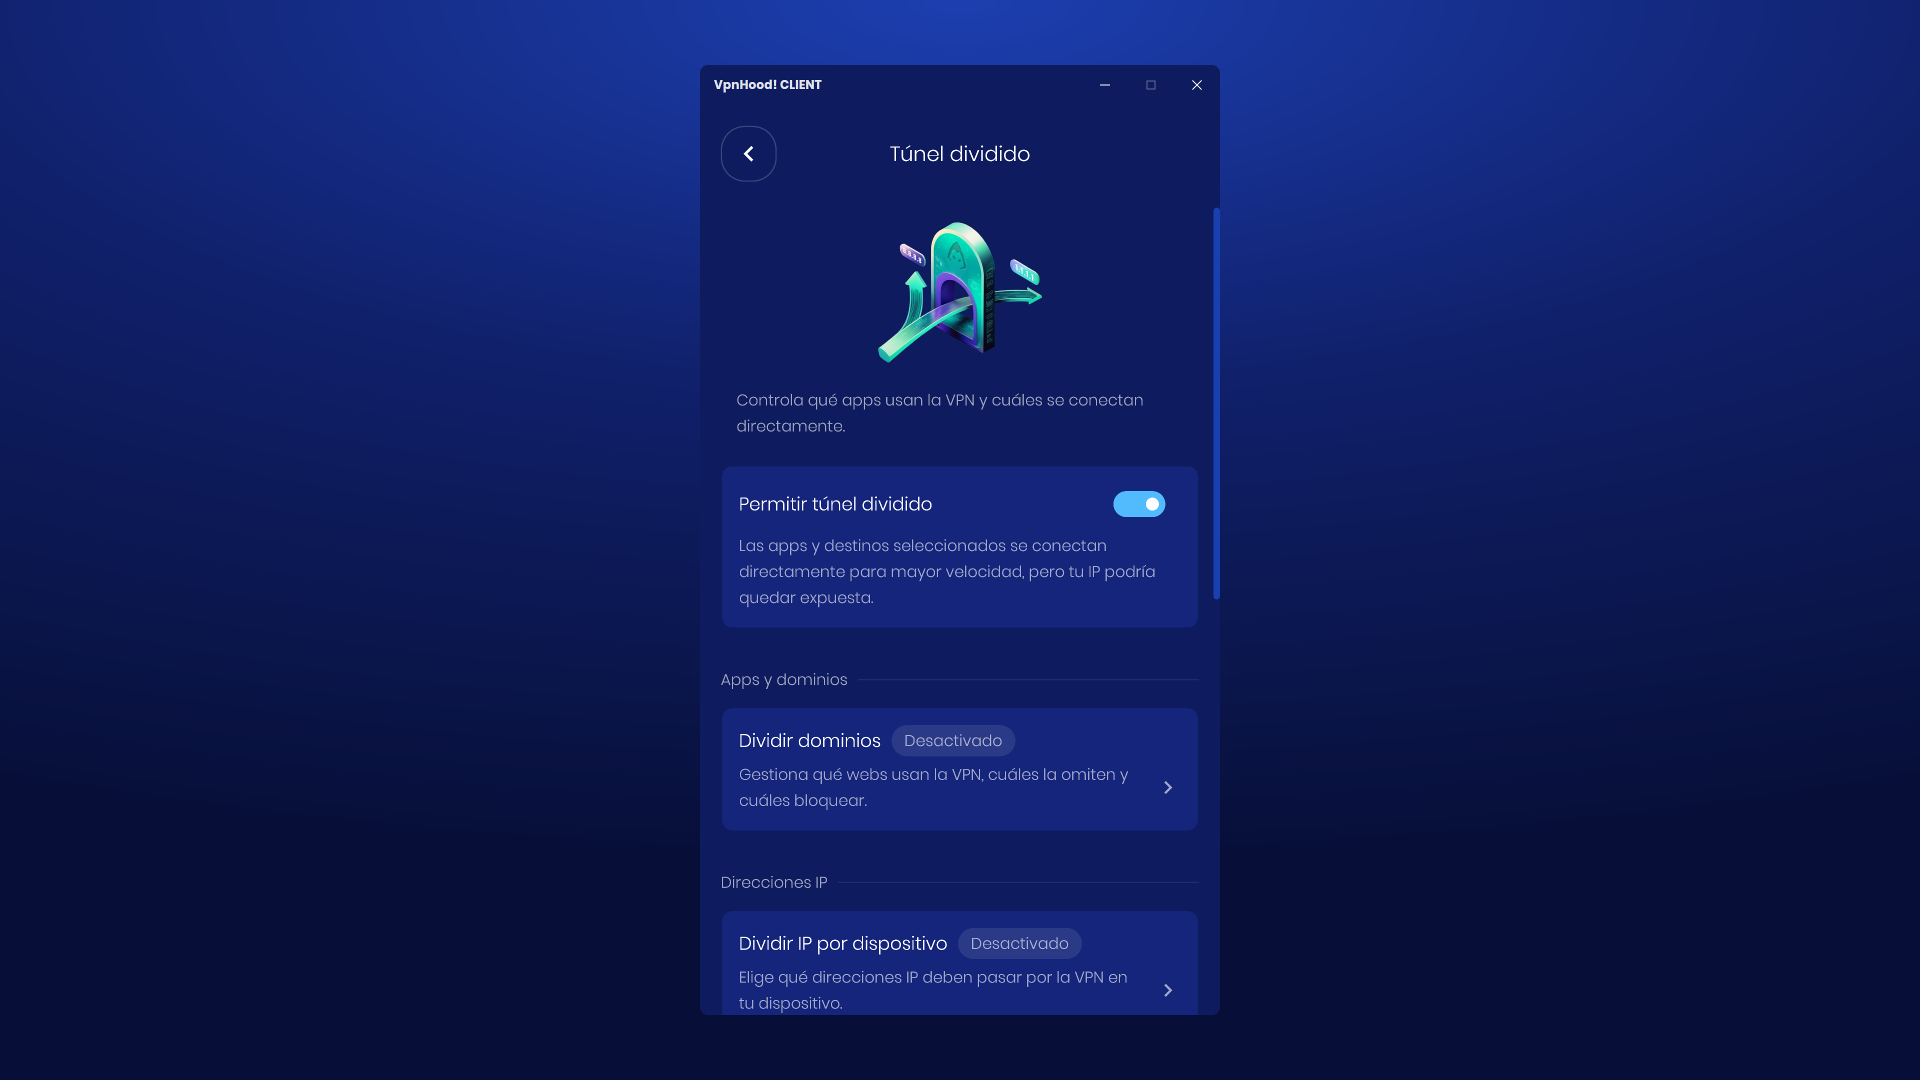 VpnHood! CLIENT
Túnel dividido
Controla qué apps usan la VPN y cuáles se conectan
directamente.
Permitir túnel dividido
Las apps y destinos seleccionados se conectan
directamente para mayor velocidad, pero tu IP podría
quedar expuesta.
Apps y dominios
Dividir dominios Desactivado
Gestiona qué webs usan la VPN, cuáles la omiten y
cuáles bloquear.
Direcciones IP
Dividir IP por dispositivo Desactivado
Elige qué direcciones IP deben pasar por la VPN en
tu dispositivo.